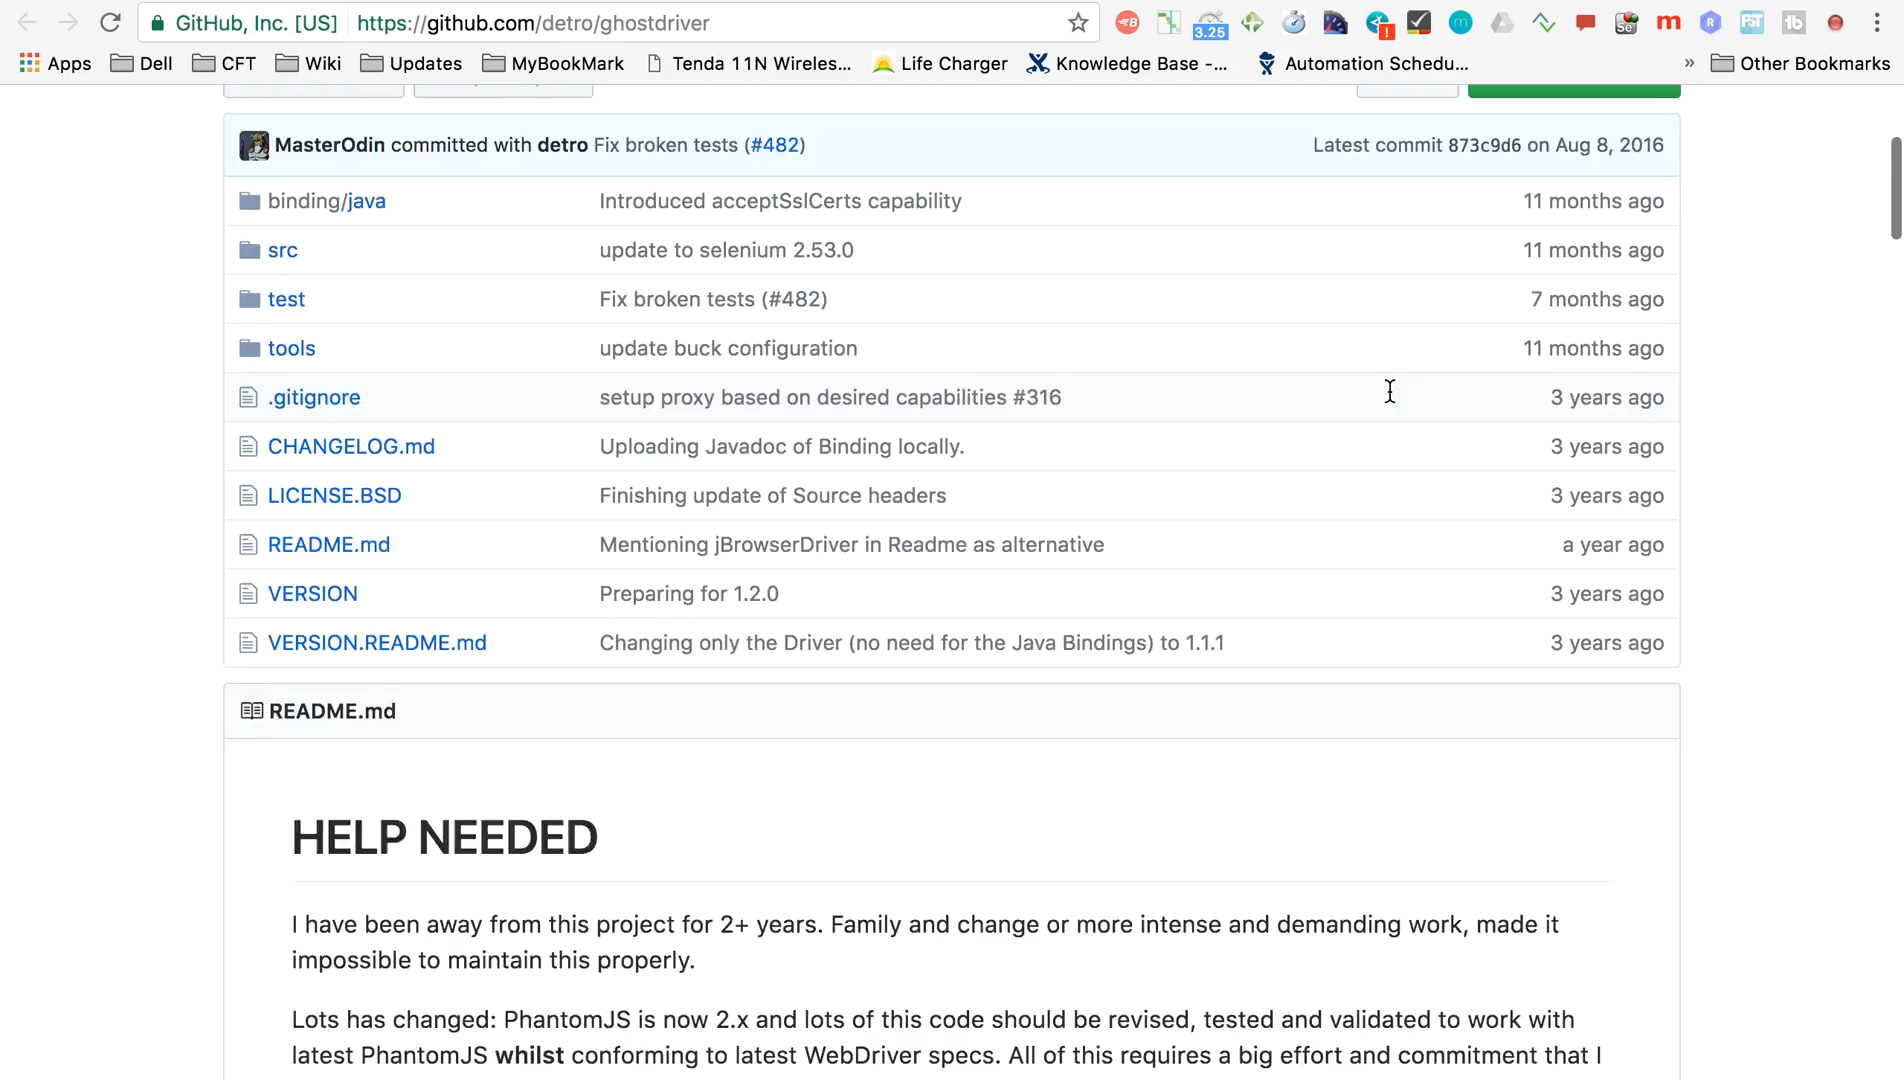 GitHub, Inc. [US] https://github.com/detro/ghostdriver
3.25
Apps Dell CFT Wiki Updates MyBookMark Tenda 11N Wireles... Life Charger Knowledge Base -... Automation Schedu... » Other Bookmarks
MasterOdin committed with detro Fix broken tests (#482) Latest commit 873c9d6 on Aug 8, 2016
binding/java Introduced acceptSslCerts capability 11 months ago
src update to selenium 2.53.0 11 months ago
test Fix broken tests (#482) 7 months ago
tools update buck configuration 11 months ago
.gitignore setup proxy based on desired capabilities #316 3 years ago
CHANGELOG.md Uploading Javadoc of Binding locally. 3 years ago
LICENSE.BSD Finishing update of Source headers 3 years ago
README.md Mentioning jBrowserDriver in Readme as alternative a year ago
VERSION Preparing for 1.2.0 3 years ago
VERSION.README.md Changing only the Driver (no need for the Java Bindings) to 1.1.1 3 years ago
README.md
HELP NEEDED
I have been away from this project for 2+ years. Family and change or more intense and demanding work, made it
impossible to maintain this properly.
Lots has changed: PhantomJS is now 2.x and lots of this code should be revised, tested and validated to work with
latest PhantomJS whilst conforming to latest WebDriver specs. All of this requires a big effort and commitment that I